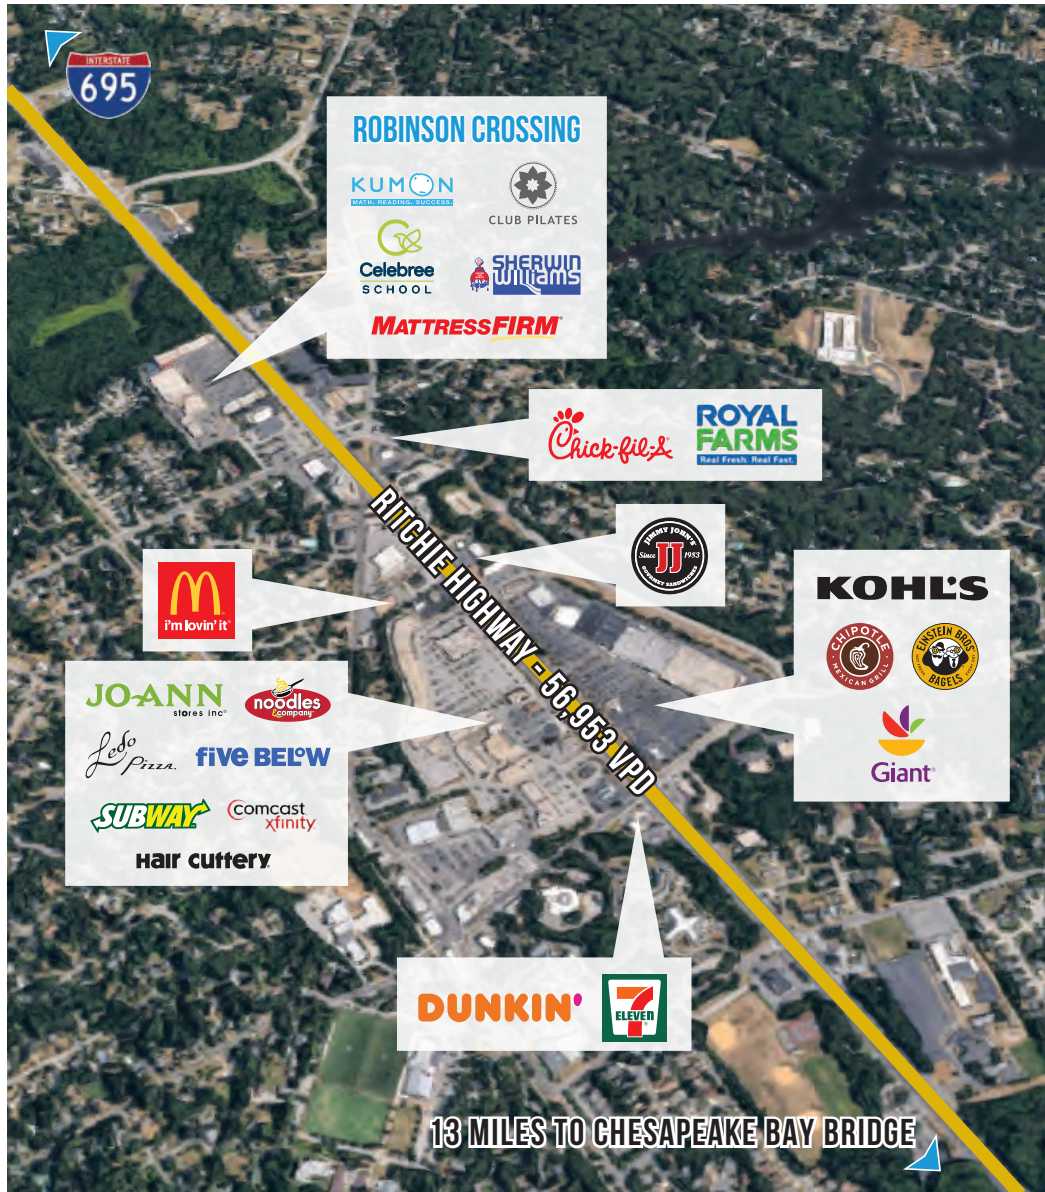 INTERSTATE
695
ROBINSON CROSSING
KUMON
MATH. READING. SUCCESS.
CLUB PILATES
Celebree
SCHOOL
SHERWIN
WILLIAMS
MATTRESSFIRM®
Chick-fil-A®
ROYAL
FARMS
Real Fresh. Real Fast.
RITCHIE HIGHWAY - 56,953 VPD
JIMMY JOHN'S
Since JJ 1983
GOURMET SANDWICHES
i'm lovin' it®
KOHL'S
CHIPOTLE
MEXICAN GRILL
EINSTEIN BROS
BAGELS
Giant®
JO-ANN
stores inc®
noodles
&company
Ledo
Pizza
five BELOW
SUBWAY
comcast
xfinity
Hair Cuttery
DUNKIN'
7
ELEVEN
13 MILES TO CHESAPEAKE BAY BRIDGE